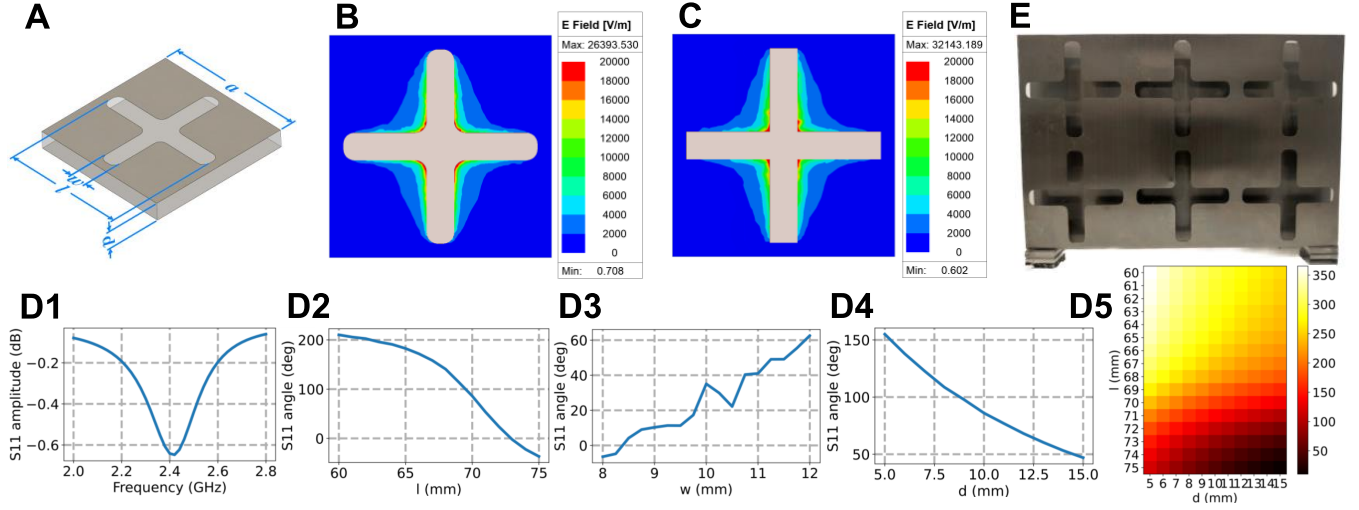 A
B
C
E
a
w
l
d
E Field [V/m]
Max: 26393.530
20000
18000
16000
14000
12000
10000
8000
6000
4000
2000
0
Min: 0.708
E Field [V/m]
Max: 32143.189
20000
18000
16000
14000
12000
10000
8000
6000
4000
2000
0
Min: 0.602
D1
S11 amplitude (dB)
−0.2
−0.4
−0.6
2.0 2.2 2.4 2.6 2.8
Frequency (GHz)
D2
S11 angle (deg)
200
100
0
60 65 70 75
l (mm)
D3
S11 angle (deg)
60
40
20
0
8 9 10 11 12
w (mm)
D4
S11 angle (deg)
150
100
50
5.0 7.5 10.0 12.5 15.0
d (mm)
D5
l (mm)
60
61
62
63
64
65
66
67
68
69
70
71
72
73
74
75
5 6 7 8 9 10 11 12 13 14 15
d (mm)
350
300
250
200
150
100
50